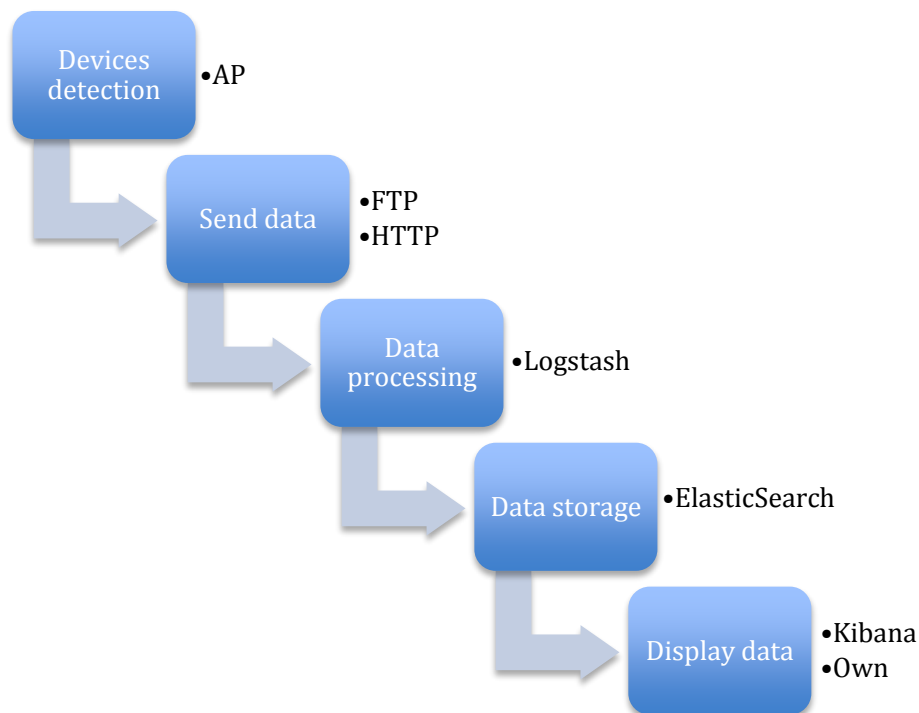 Devices
detection
•AP
Send data
•FTP
•HTTP
Data
processing
•Logstash
Data storage
•ElasticSearch
Display data
•Kibana
•Own